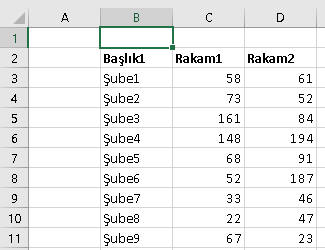 A B C D
1
2 Başlık1 Rakam1 Rakam2
3 Şube1 58 61
4 Şube2 73 52
5 Şube3 161 84
6 Şube4 148 194
7 Şube5 68 91
8 Şube6 52 187
9 Şube7 33 46
10 Şube8 22 47
11 Şube9 67 23